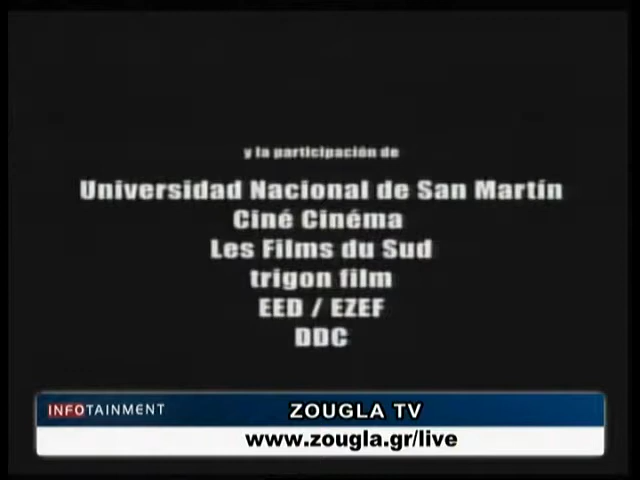 y la participación de
Universidad Nacional de San Martín
Ciné Cinéma
Les Films du Sud
trigon film
EED / EZEF
DDC
INFOTAINMENT
ZOUGLA TV
www.zougla.gr/live